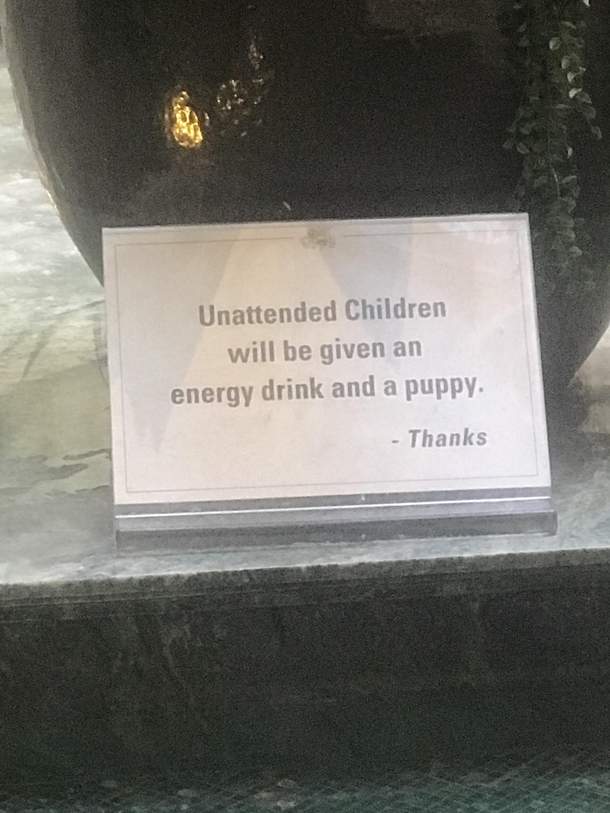 Unattended Children
will be given an
energy drink and a puppy.
- Thanks